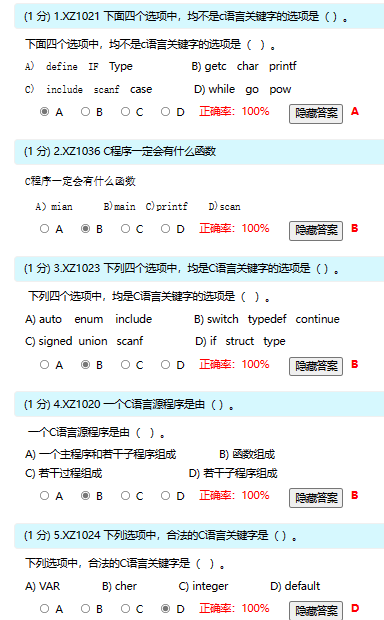 (1 分) 1.XZ1021 下面四个选项中，均不是c语言关键字的选项是（ ）。
下面四个选项中，均不是c语言关键字的选项是（  ）。
A） define  IF  Type  B) getc  char  printf
C） include  scanf  case  D) while  go  pow
A  B  C  D  正确率：100%  隐藏答案  A
(1 分) 2.XZ1036 C程序一定会有什么函数
C程序一定会有什么函数
A）mian  B)main  C)printf  D)scan
A  B  C  D  正确率：100%  隐藏答案  B
(1 分) 3.XZ1023 下列四个选项中，均是C语言关键字的选项是（ ）。
下列四个选项中，均是C语言关键字的选项是（  ）。
A) auto  enum  include  B) switch  typedef  continue
C) signed  union  scanf  D) if  struct  type
A  B  C  D  正确率：100%  隐藏答案  B
(1 分) 4.XZ1020 一个C语言源程序是由（ ）。
一个C语言源程序是由（  ）。
A) 一个主程序和若干子程序组成  B) 函数组成
C) 若干过程组成  D) 若干子程序组成
A  B  C  D  正确率：100%  隐藏答案  B
(1 分) 5.XZ1024 下列选项中，合法的C语言关键字是（ ）。
下列选项中，合法的C语言关键字是（  ）。
A) VAR  B) cher  C) integer  D) default
A  B  C  D  正确率：100%  隐藏答案  D